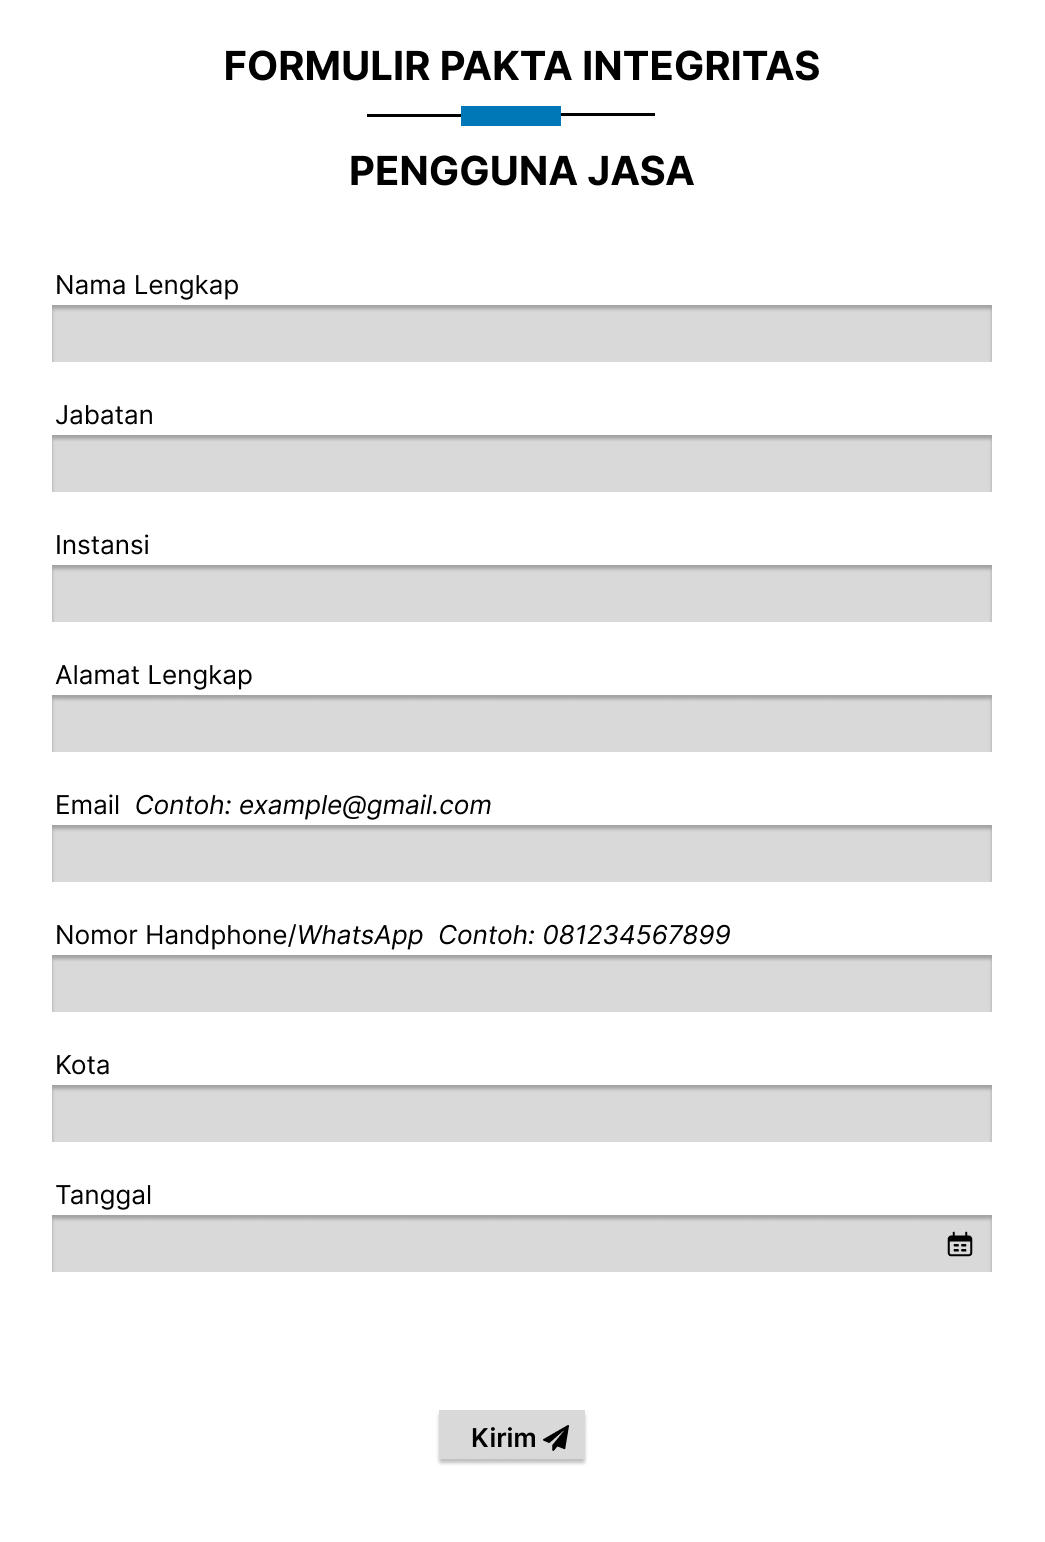 FORMULIR PAKTA INTEGRITAS
PENGGUNA JASA
Nama Lengkap
Jabatan
Instansi
Alamat Lengkap
Email Contoh: example@gmail.com
Nomor Handphone/WhatsApp Contoh: 081234567899
Kota
Tanggal
Kirim